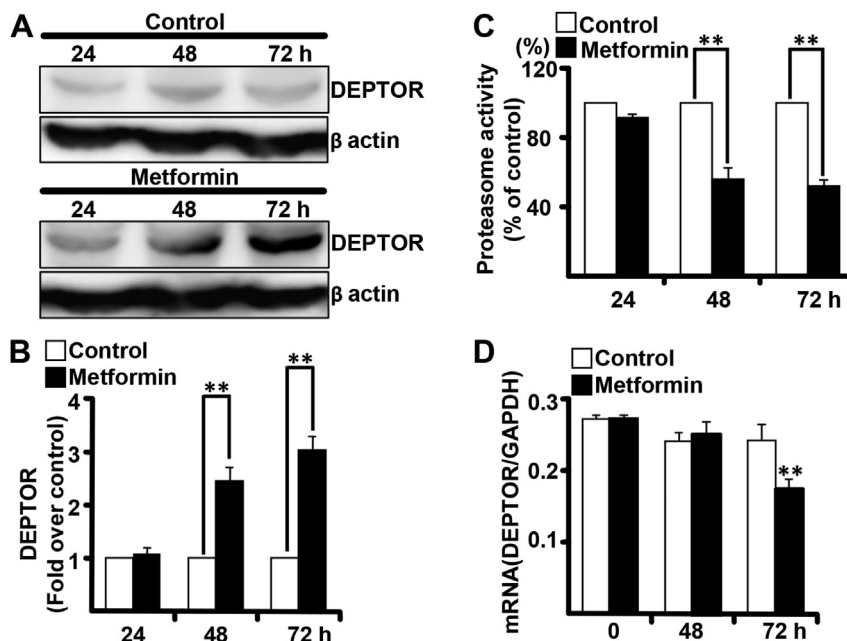 A
Control
24 48 72 h
DEPTOR
β actin
Metformin
24 48 72 h
DEPTOR
β actin
B
Control
Metformin
DEPTOR
(Fold over control)
4
3
2
1
** **
24 48 72 h
C
Control
Metformin
(%)
Proteasome activity
(% of control)
120
80
40
** **
24 48 72 h
D
Control
Metformin
mRNA(DEPTOR/GAPDH)
0.3
0.2
0.1
**
0 48 72 h